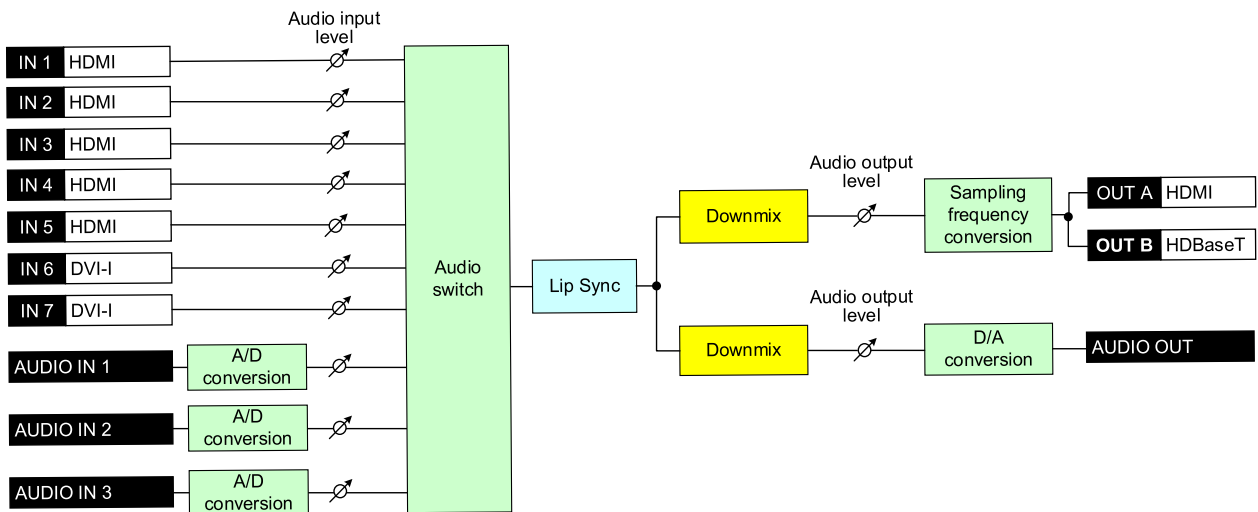 Audio input
level
IN 1 HDMI
IN 2 HDMI
IN 3 HDMI
IN 4 HDMI
IN 5 HDMI
IN 6 DVI-I
IN 7 DVI-I
AUDIO IN 1
A/D
conversion
AUDIO IN 2
A/D
conversion
AUDIO IN 3
A/D
conversion
Audio
switch
Lip Sync
Downmix
Audio output
level
Sampling
frequency
conversion
OUT A HDMI
OUT B HDBaseT
Downmix
Audio output
level
D/A
conversion
AUDIO OUT